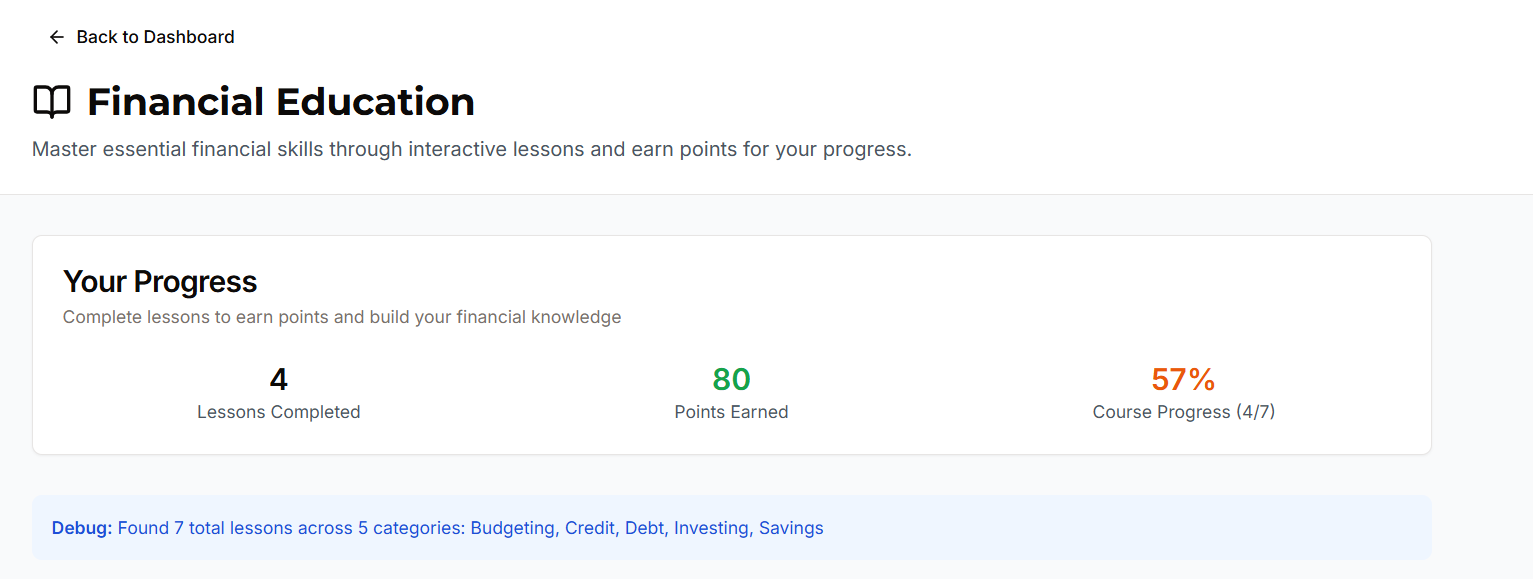 Back to Dashboard
Financial Education
Master essential financial skills through interactive lessons and earn points for your progress.
Your Progress
Complete lessons to earn points and build your financial knowledge
4
Lessons Completed
80
Points Earned
57%
Course Progress (4/7)
Debug: Found 7 total lessons across 5 categories: Budgeting, Credit, Debt, Investing, Savings